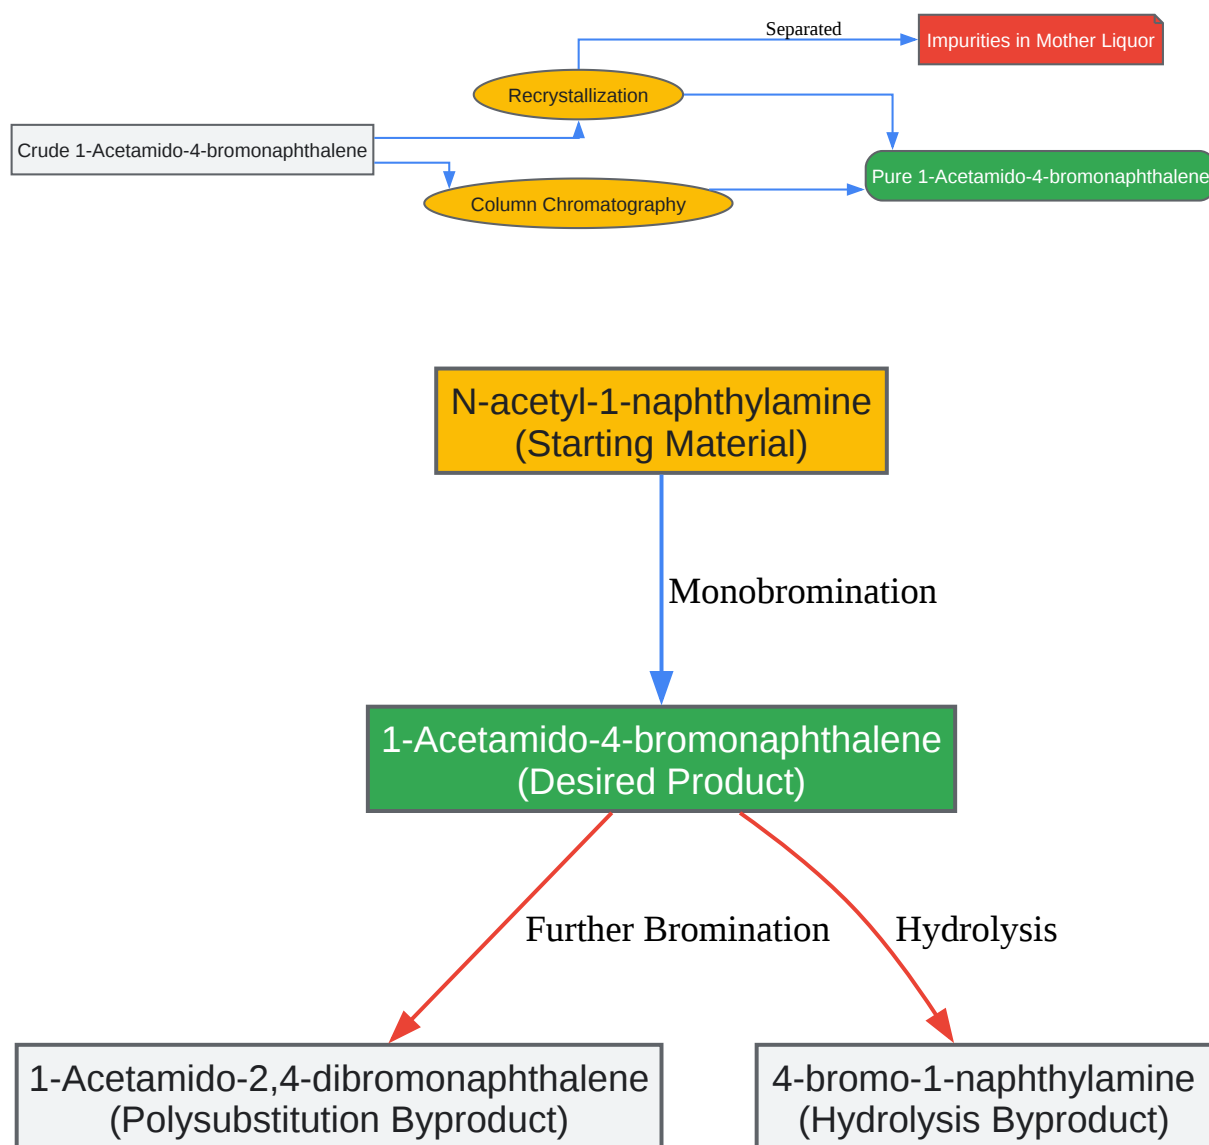 Separated
Impurities in Mother Liquor
Recrystallization
Crude 1-Acetamido-4-bromonaphthalene
Pure 1-Acetamido-4-bromonaphthalene
Column Chromatography
N-acetyl-1-naphthylamine
(Starting Material)
Monobromination
1-Acetamido-4-bromonaphthalene
(Desired Product)
Further Bromination
Hydrolysis
1-Acetamido-2,4-dibromonaphthalene
(Polysubstitution Byproduct)
4-bromo-1-naphthylamine
(Hydrolysis Byproduct)